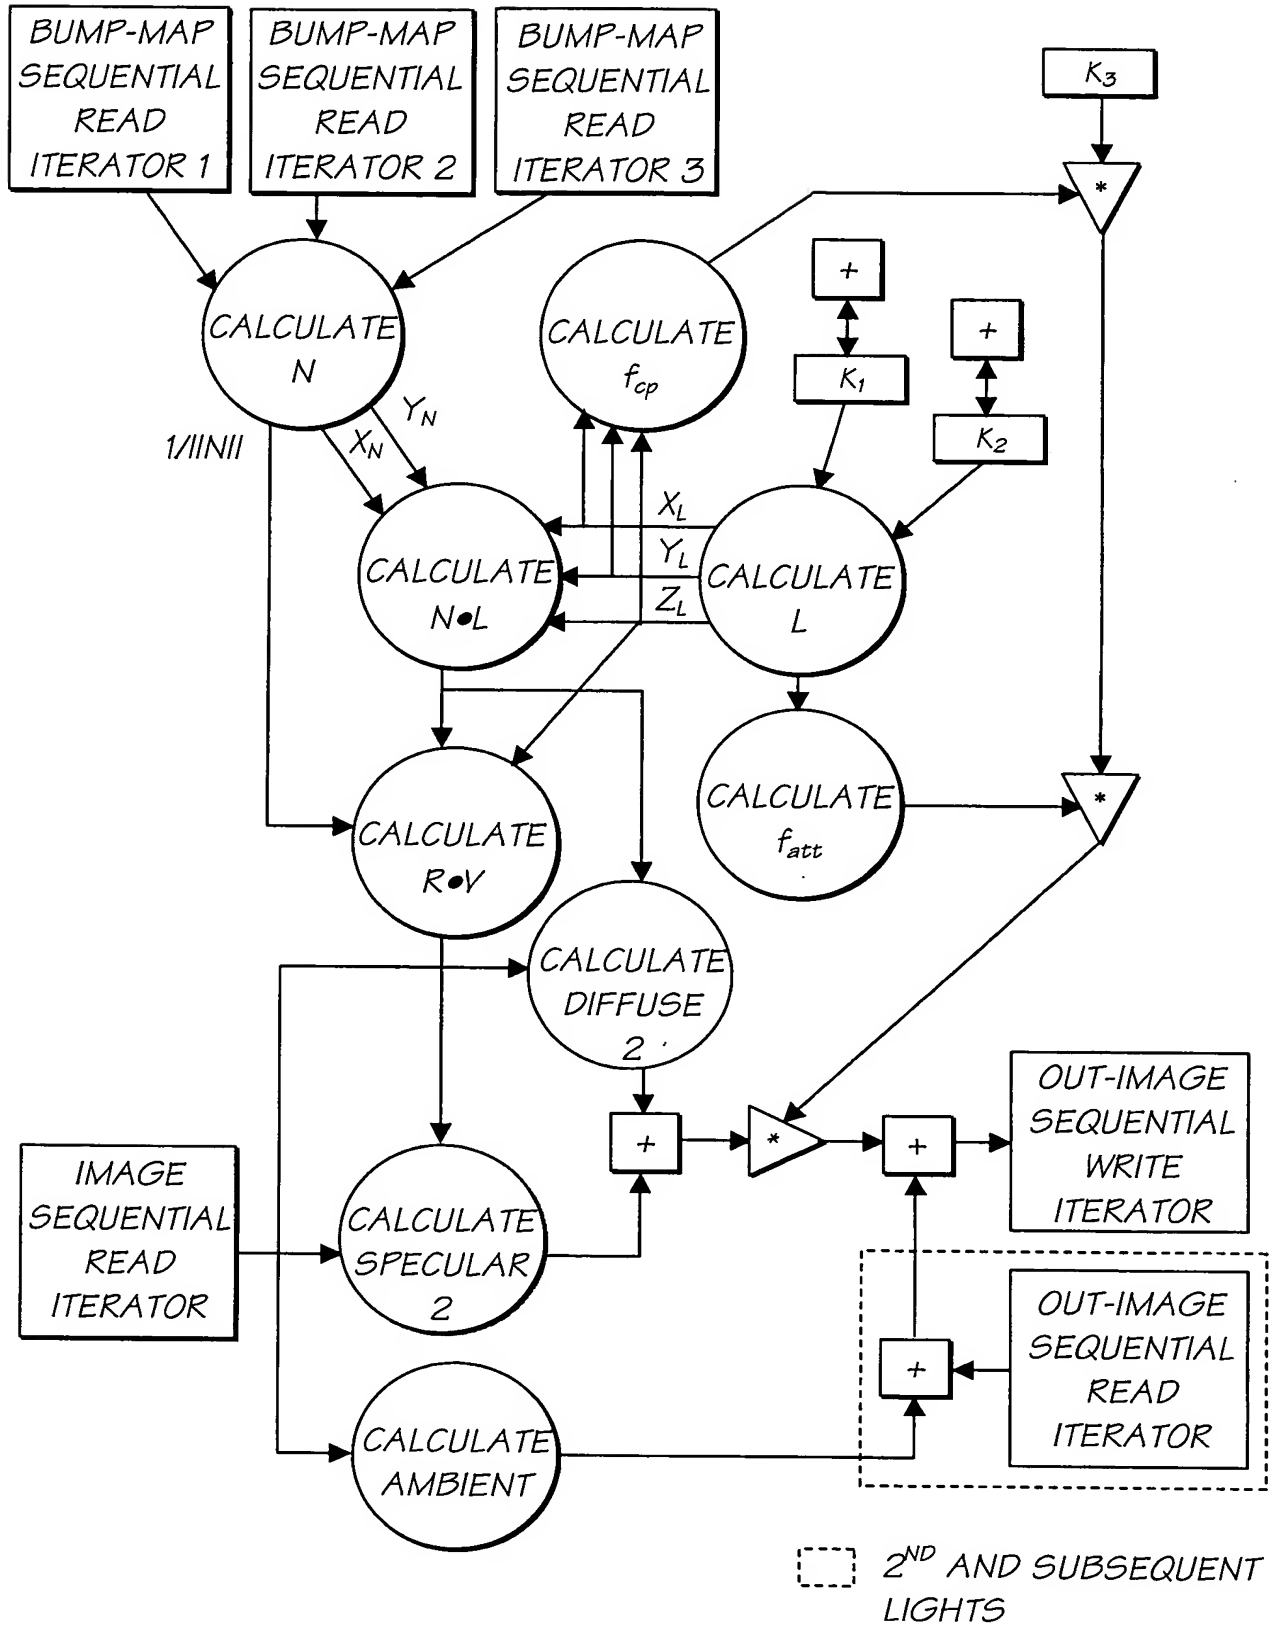 BUMP-MAP
SEQUENTIAL
READ
ITERATOR 1
BUMP-MAP
SEQUENTIAL
READ
ITERATOR 2
BUMP-MAP
SEQUENTIAL
READ
ITERATOR 3
K3
*
CALCULATE
N
CALCULATE
fcp
+
K1
+
K2
1/IINII
XN
YN
CALCULATE
N•L
XL
YL
ZL
CALCULATE
L
CALCULATE
R•V
CALCULATE
fatt
*
CALCULATE
DIFFUSE
2
+
*
+
OUT-IMAGE
SEQUENTIAL
WRITE
ITERATOR
IMAGE
SEQUENTIAL
READ
ITERATOR
CALCULATE
SPECULAR
2
+
OUT-IMAGE
SEQUENTIAL
READ
ITERATOR
CALCULATE
AMBIENT
2ND AND SUBSEQUENT
LIGHTS